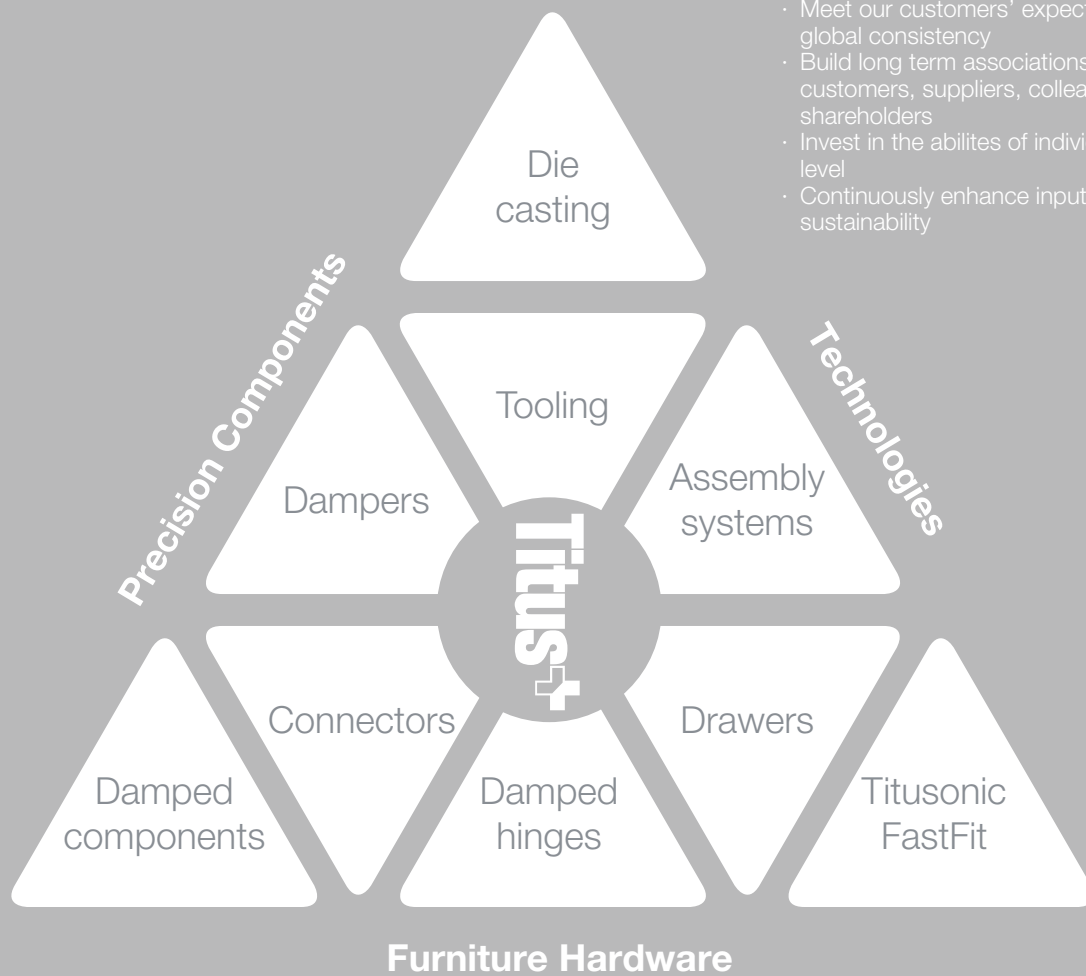 · Meet our customers' expect
global consistency
· Build long term associations
customers, suppliers, collea
shareholders
· Invest in the abilites of indivi
level
· Continuously enhance input
sustainability
Die
casting
Precision Components
Technologies
Tooling
Dampers
Assembly
systems
Titus+
Connectors
Drawers
Damped
components
Damped
hinges
Titusonic
FastFit
Furniture Hardware